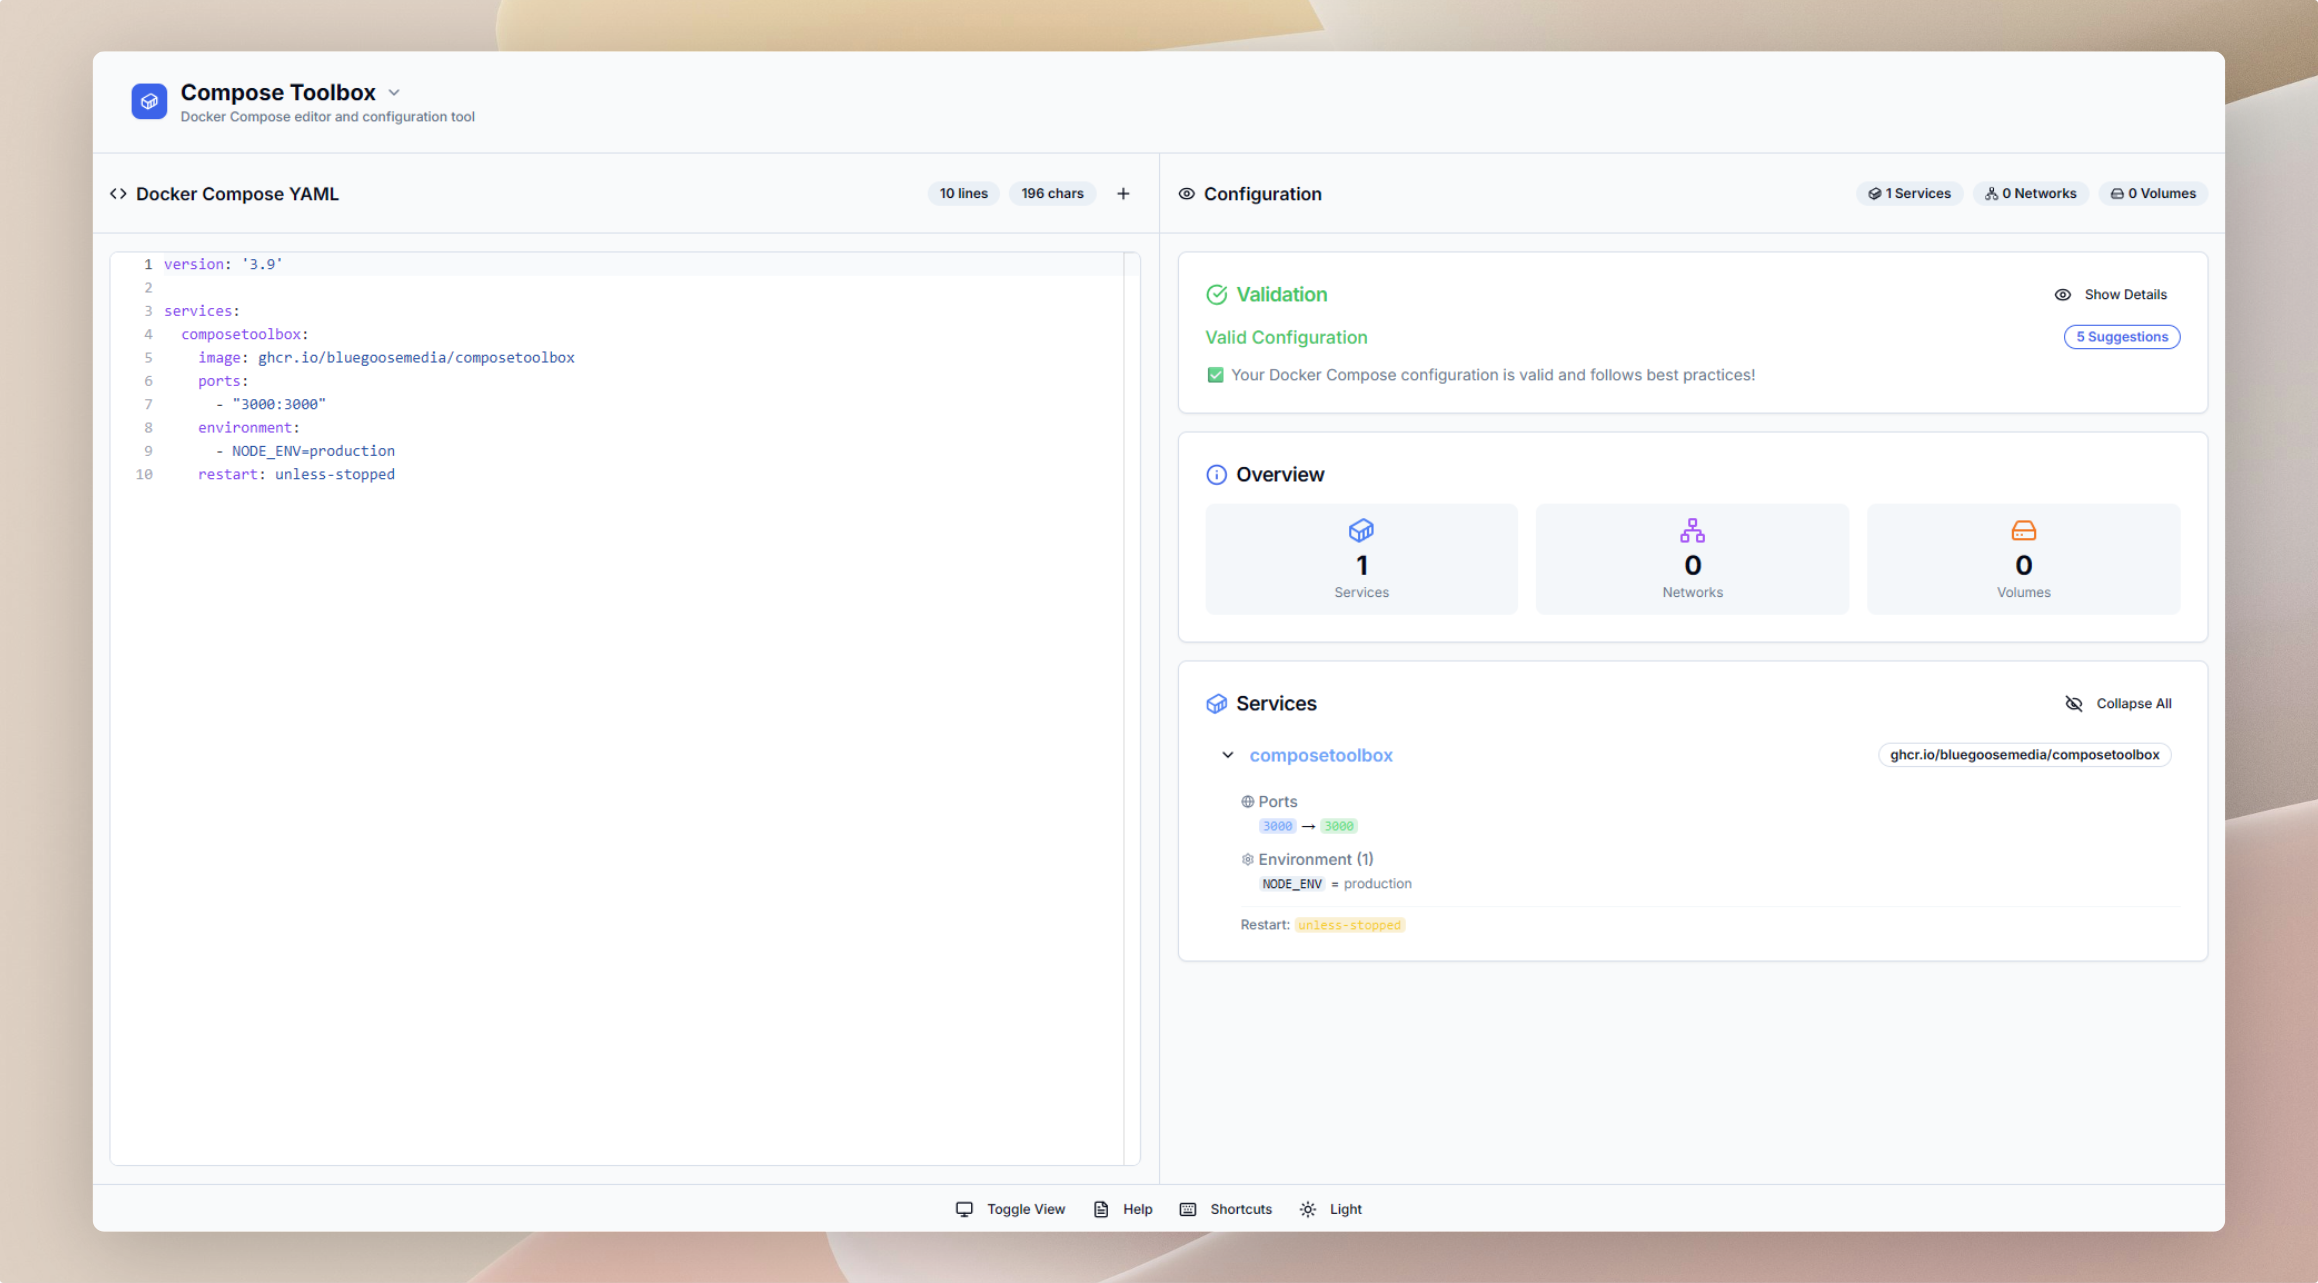 Compose Toolbox
Docker Compose editor and configuration tool
Docker Compose YAML
10 lines
196 chars
1 version: '3.9'
2
3 services:
4   composetoolbox:
5     image: ghcr.io/bluegoosemedia/composetoolbox
6     ports:
7       - "3000:3000"
8     environment:
9       - NODE_ENV=production
10     restart: unless-stopped
Configuration
1 Services
0 Networks
0 Volumes
Validation
Show Details
Valid Configuration
5 Suggestions
✅ Your Docker Compose configuration is valid and follows best practices!
Overview
1
Services
0
Networks
0
Volumes
Services
Collapse All
composetoolbox
ghcr.io/bluegoosemedia/composetoolbox
Ports
3000 → 3000
Environment (1)
NODE_ENV = production
Restart: unless-stopped
Toggle View
Help
Shortcuts
Light